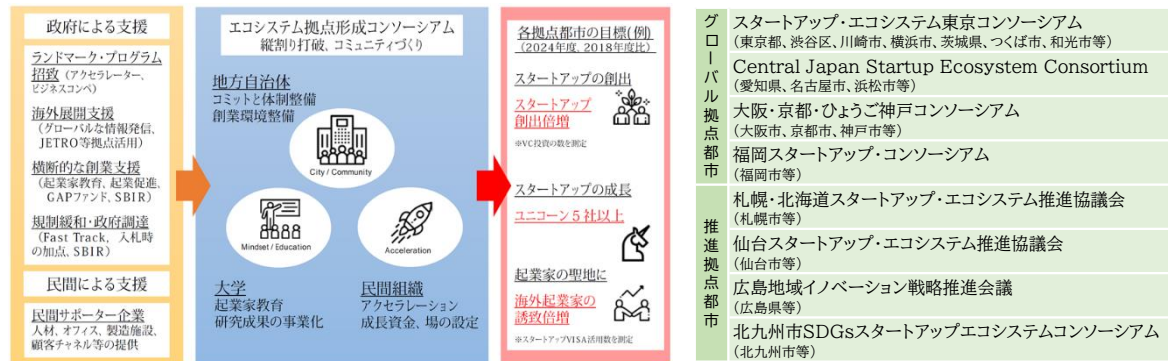 政府による支援
ランドマーク・プログラム
招致（アクセラレーター、
ビジネスコンペ）
海外展開支援
（グローバルな情報発信、
JETRO等拠点活用）
横断的な創業支援
（起業家教育、起業促進、
GAPファンド、SBIR）
規制緩和・政府調達
（Fast Track, 入札時
の加点、SBIR）
民間による支援
民間サポーター企業
人材、オフィス、製造施設、
顧客チャネル等の提供
エコシステム拠点形成コンソーシアム
縦割り打破、コミュニティづくり
地方自治体
コミットと体制整備
創業環境整備
City / Community
Mindset / Education
Acceleration
大学
起業家教育
研究成果の事業化
民間組織
アクセラレーション
成長資金、場の設定
各拠点都市の目標(例)
（2024年度、2018年度比）
スタートアップの創出
スタートアップ
創出倍増
※VC投資の数を測定
スタートアップの成長
ユニコーン５社以上
起業家の聖地に
海外起業家の
誘致倍増
※スタートアップVISA活用数を測定
グローバル拠点都市
スタートアップ・エコシステム東京コンソーシアム
（東京都、渋谷区、川崎市、横浜市、茨城県、つくば市、和光市等）
Central Japan Startup Ecosystem Consortium
（愛知県、名古屋市、浜松市等）
大阪・京都・ひょうご神戸コンソーシアム
（大阪市、京都市、神戸市等）
福岡スタートアップ・コンソーシアム
（福岡市等）
推進拠点都市
札幌・北海道スタートアップ・エコシステム推進協議会
（札幌市等）
仙台スタートアップ・エコシステム推進協議会
（仙台市等）
広島地域イノベーション戦略推進会議
（広島県等）
北九州市SDGsスタートアップエコシステムコンソーシアム
（北九州市等）